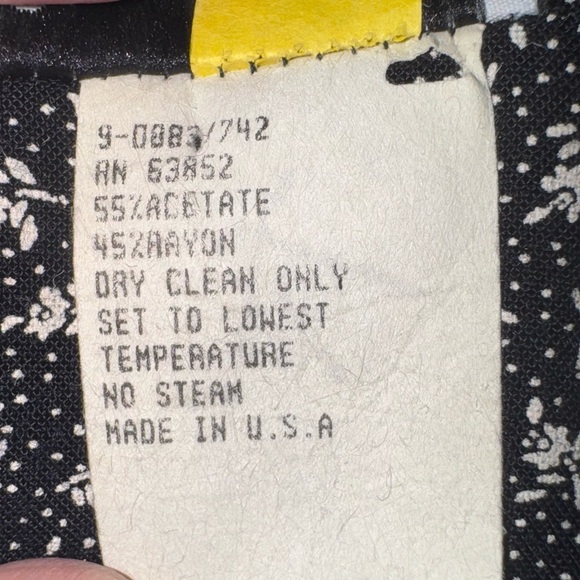 9-0883/742
RN 63852
55%ACETATE
45%RAYON
DRY CLEAN ONLY
SET TO LOWEST
TEMPERATURE
NO STEAM
MADE IN U.S.A